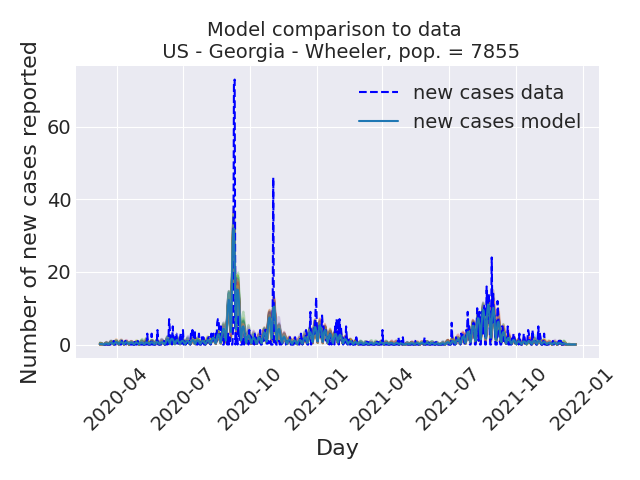 Model comparison to data
US - Georgia - Wheeler, pop. = 7855
Number of new cases reported
new cases data
new cases model
60
40
20
0
2020-04
2020-07
2020-10
2021-01
2021-04
2021-07
2021-10
2022-01
Day